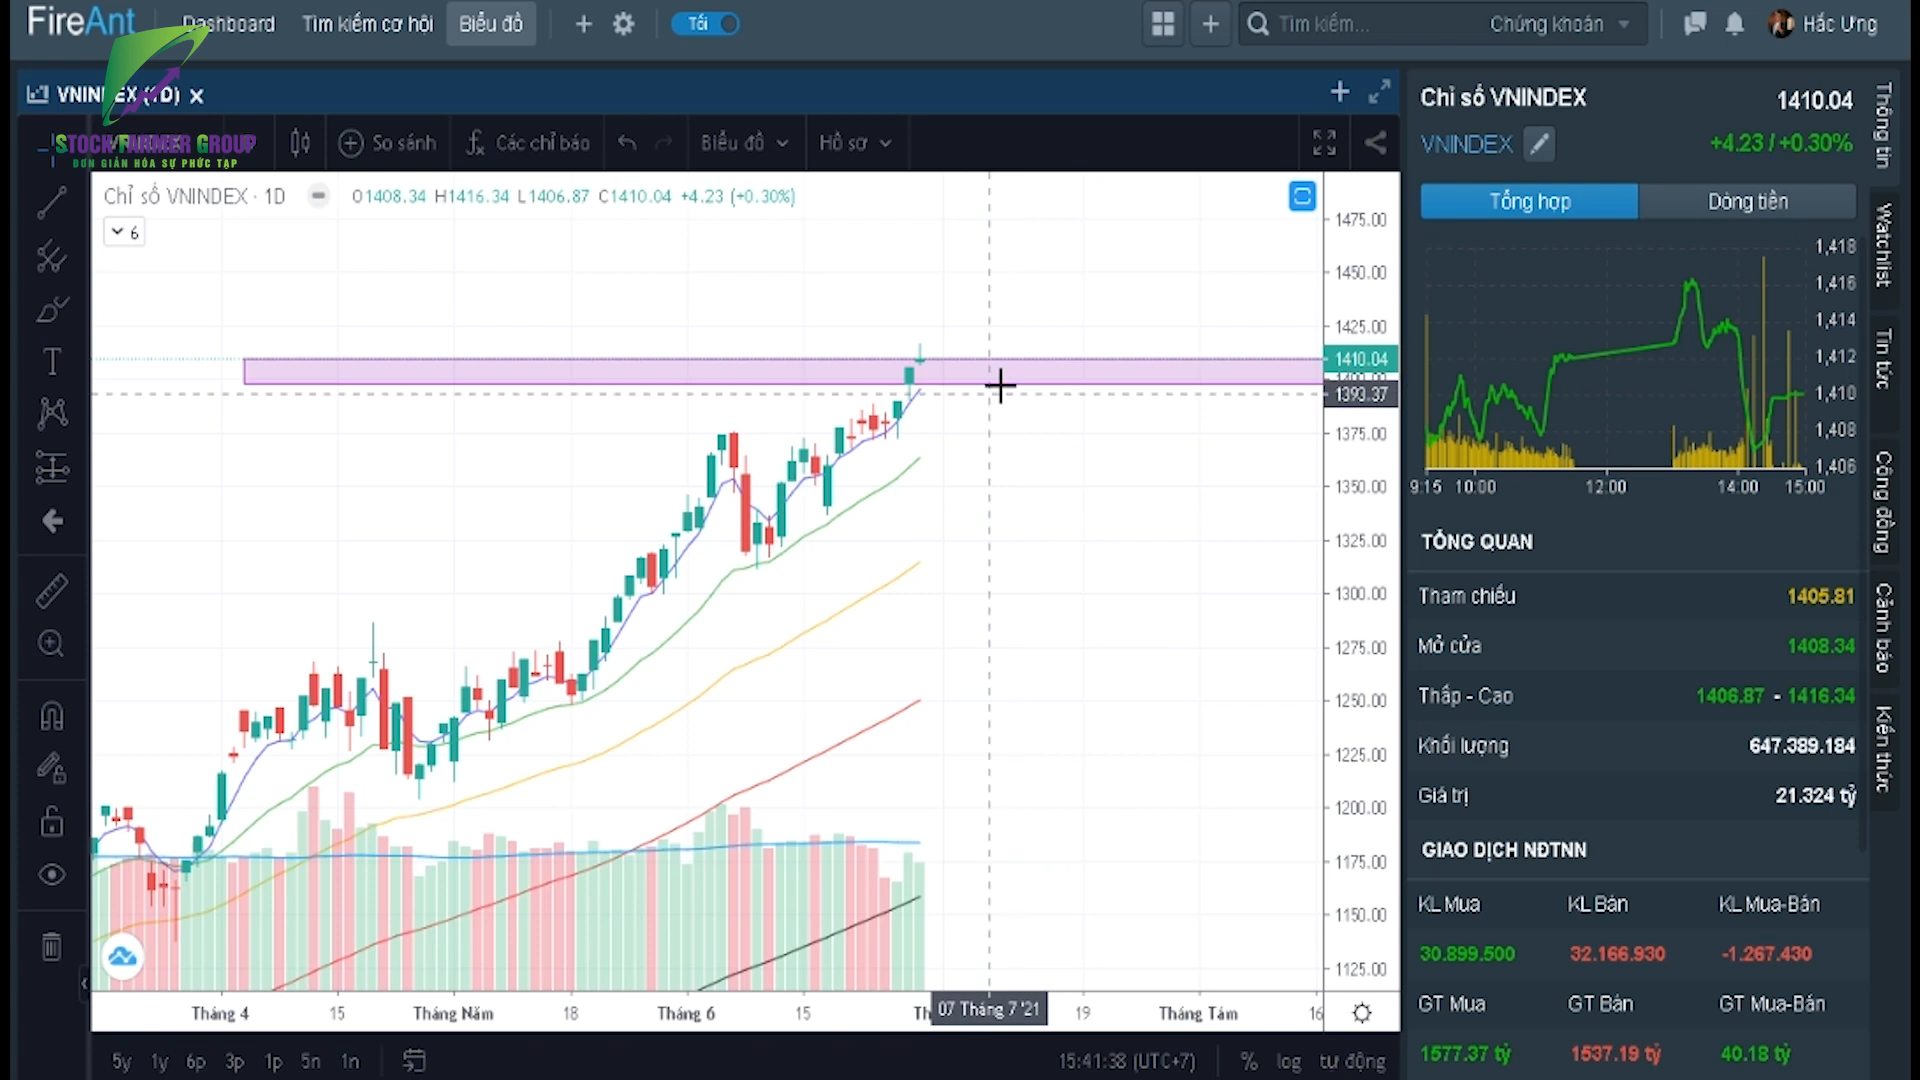 FireAnt Dashboard Tìm kiếm cơ hội Biểu đồ Tối Tìm kiếm... Chứng khoán Hắc Ưng
VNINDEX (1D)
STOCK FARMER GROUP
ĐƠN GIẢN HÓA SỰ PHỨC TẠP
So sánh Các chỉ báo Biểu đồ Hồ sơ
Chỉ số VNINDEX · 1D O1408.34 H1416.34 L1406.87 C1410.04 +4.23 (+0.30%)
6
1475.00
1450.00
1425.00
1410.04
1393.37
1375.00
1350.00
1325.00
1300.00
1275.00
1250.00
1225.00
1200.00
1175.00
1150.00
1125.00
Tháng 4 15 Tháng Năm 18 Tháng 6 15 Th 07 Tháng 7 '21 19 Tháng Tám 16
5y 1y 6p 3p 1p 5n 1n 15:41:38 (UTC+7) % log tự động
Chỉ số VNINDEX 1410.04
VNINDEX +4.23 / +0.30%
Tổng hợp Dòng tiền
1,418
1,416
1,414
1,412
1,410
1,408
1,406
9:15 10:00 12:00 14:00 15:00
TỔNG QUAN
Tham chiếu 1405.81
Mở cửa 1408.34
Thấp - Cao 1406.87 - 1416.34
Khối lượng 647.389.184
Giá trị 21.324 tỷ
GIAO DỊCH NĐTNN
KL Mua KL Bán KL Mua-Bán
30.899.500 32.166.930 -1.267.430
GT Mua GT Bán GT Mua-Bán
1577.37 tỷ 1537.19 tỷ 40.18 tỷ
Thông tin
Watchlist
Tin tức
Cộng đồng
Cảnh báo
Kiến thức